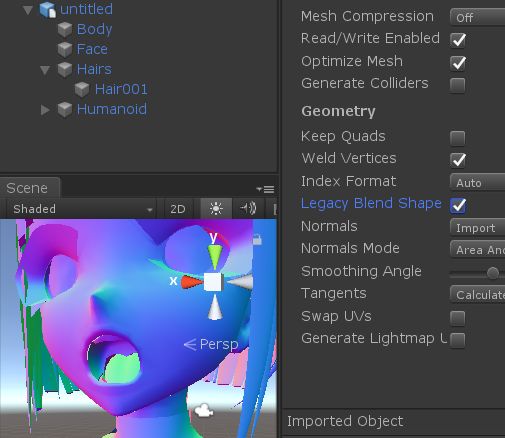 untitled
Body
Face
Hairs
Hair001
Humanoid
Scene
Shaded
2D
y
x
Persp
Mesh Compression Off
Read/Write Enabled
Optimize Mesh
Generate Colliders
Geometry
Keep Quads
Weld Vertices
Index Format Auto
Legacy Blend Shape
Normals Import
Normals Mode Area An
Smoothing Angle
Tangents Calculate
Swap UVs
Generate Lightmap U
Imported Object